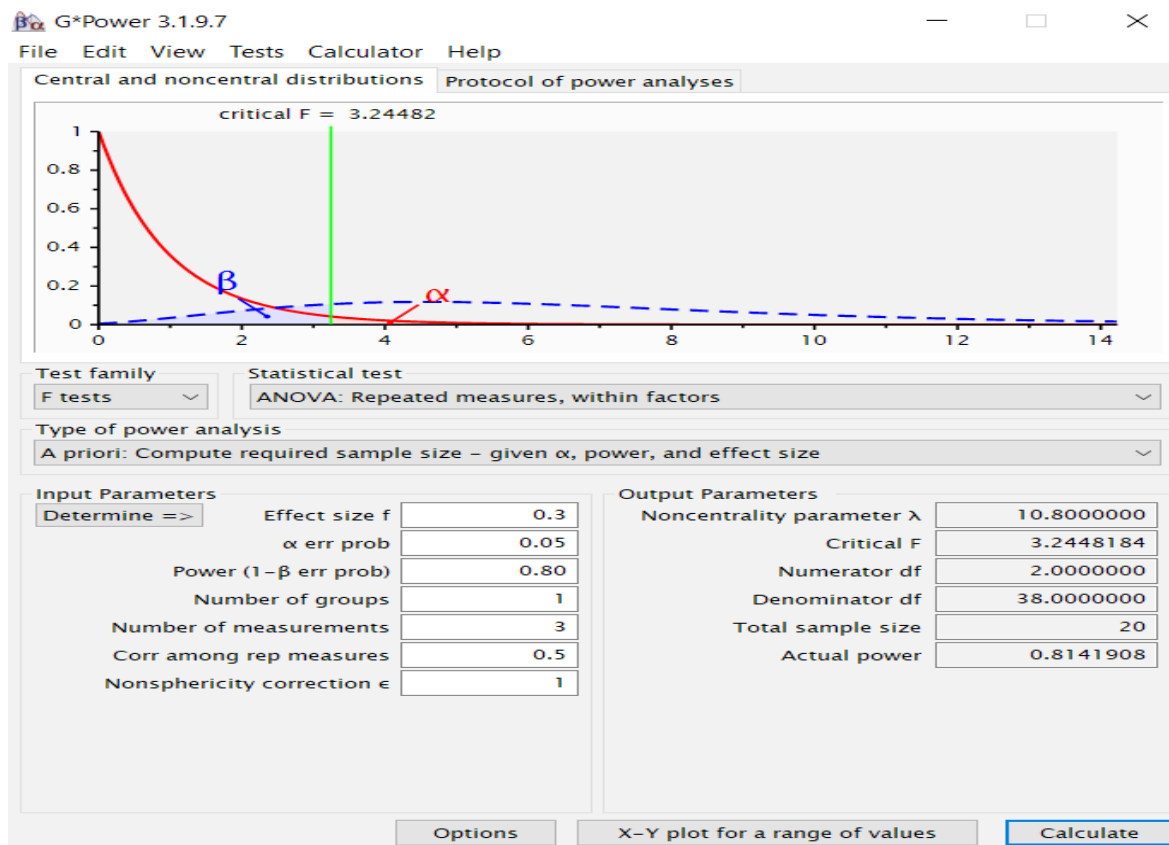 G*Power 3.1.9.7
File Edit View Tests Calculator Help
Central and noncentral distributions Protocol of power analyses
critical F = 3.24482
1
0.8
0.6
0.4
0.2
0
β
α
0 2 4 6 8 10 12 14
Test family Statistical test
F tests ANOVA: Repeated measures, within factors
Type of power analysis
A priori: Compute required sample size – given α, power, and effect size
Input Parameters
Determine => Effect size f 0.3
α err prob 0.05
Power (1-β err prob) 0.80
Number of groups 1
Number of measurements 3
Corr among rep measures 0.5
Nonsphericity correction ϵ 1
Output Parameters
Noncentrality parameter λ 10.8000000
Critical F 3.2448184
Numerator df 2.0000000
Denominator df 38.0000000
Total sample size 20
Actual power 0.8141908
Options X-Y plot for a range of values Calculate